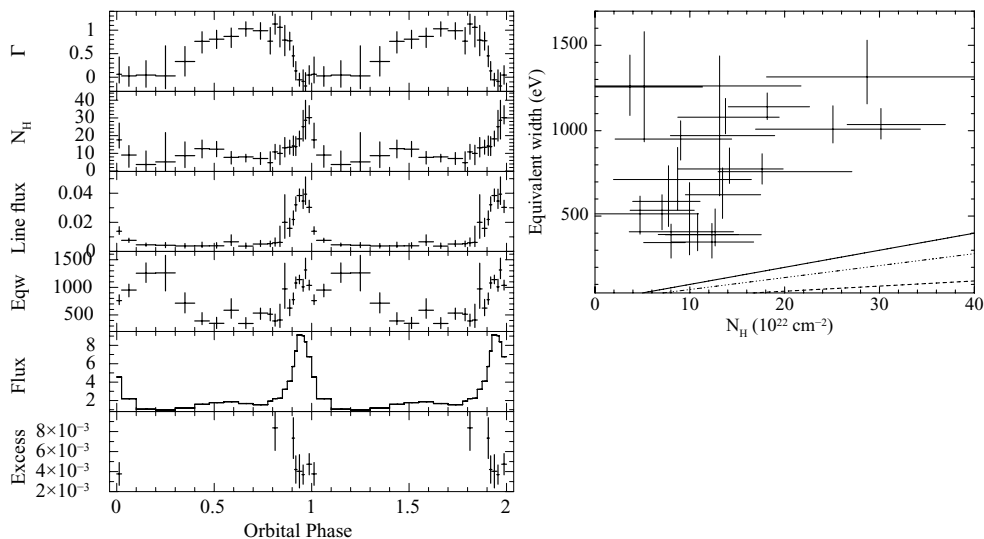 Γ
1
0.5
0
N_H
40
30
20
10
0
Line flux
0.04
0.02
0
Eqw
1500
1000
500
Flux
8
6
4
2
Excess
8×10⁻³
6×10⁻³
4×10⁻³
2×10⁻³
0 0.5 1 1.5 2
Orbital Phase
Equivalent width (eV)
1500
1000
500
0 10 20 30 40
N_H (10²² cm⁻²)